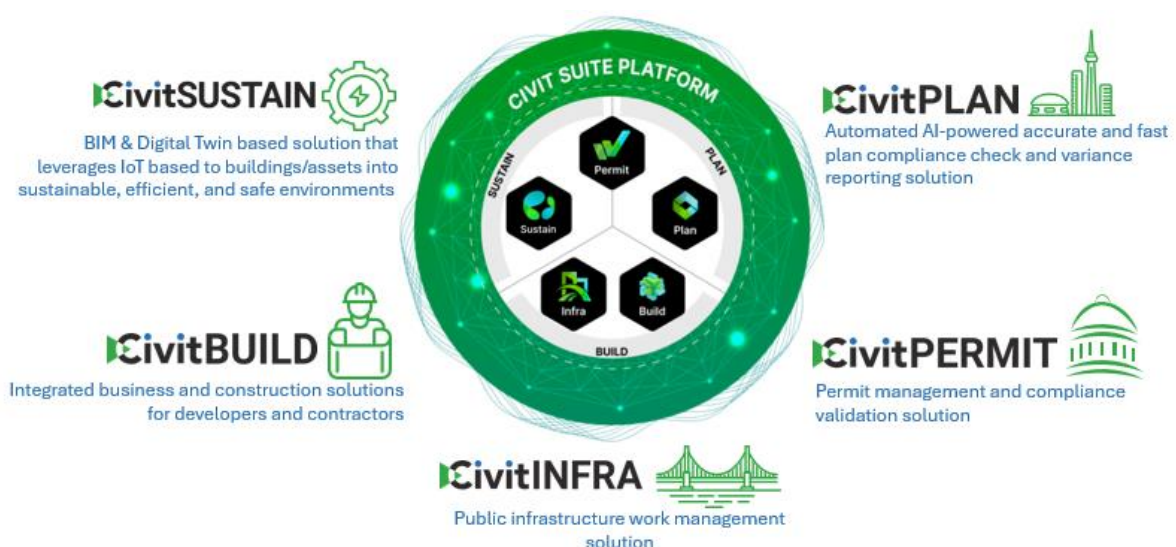 CivitSUSTAIN
BIM & Digital Twin based solution that
leverages IoT based to buildings/assets into
sustainable, efficient, and safe environments
CIVIT SUITE PLATFORM
SUSTAIN
PLAN
BUILD
Permit
Sustain
Plan
Infra
Build
CivitPLAN
Automated AI-powered accurate and fast
plan compliance check and variance
reporting solution
CivitBUILD
Integrated business and construction solutions
for developers and contractors
CivitPERMIT
Permit management and compliance
validation solution
CivitINFRA
Public infrastructure work management
solution